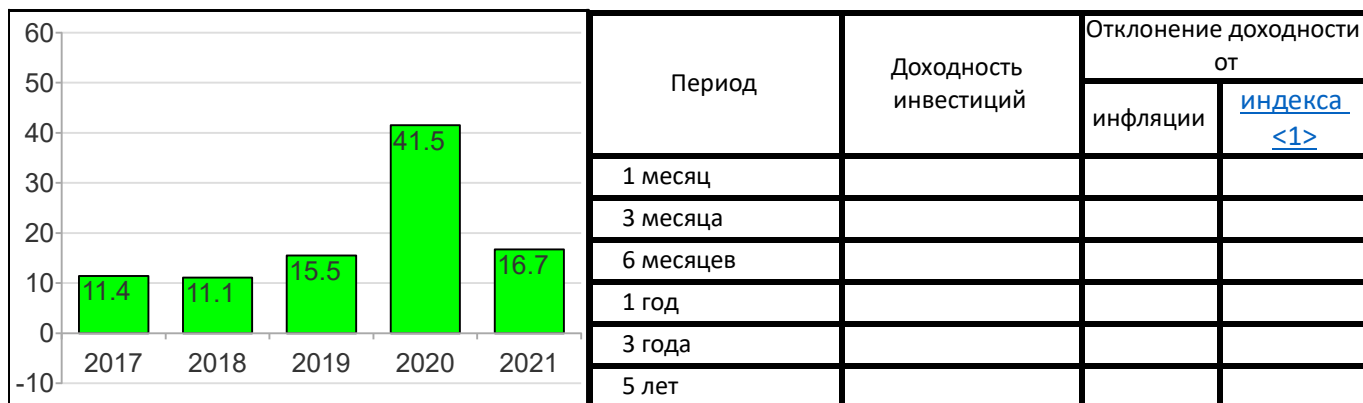 60
50
40
30
20
10
0
-10
11.4
11.1
15.5
41.5
16.7
2017
2018
2019
2020
2021
Период
Доходность
инвестиций
Отклонение доходности
от
инфляции
индекса
<1>
1 месяц
3 месяца
6 месяцев
1 год
3 года
5 лет